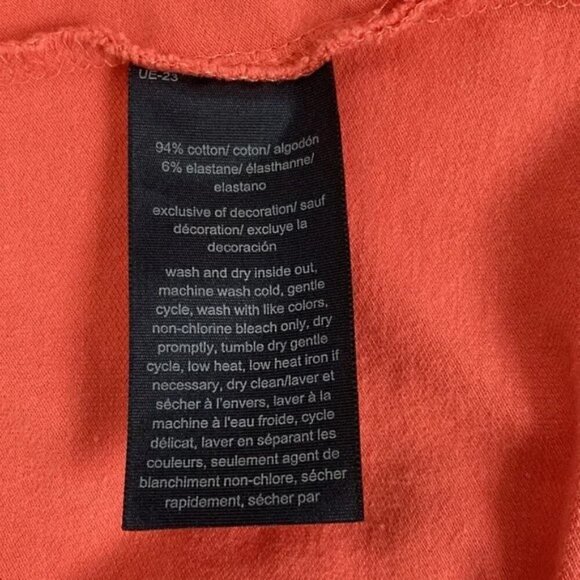 UE-23
94% cotton/ coton/ algodón
6% elastane/ élasthanne/
elastano
exclusive of decoration/ sauf
décoration/ excluye la
decoración
wash and dry inside out,
machine wash cold, gentle
cycle, wash with like colors,
non-chlorine bleach only, dry
promptly, tumble dry gentle
cycle, low heat, low heat iron if
necessary, dry clean/laver et
sécher à l'envers, laver à la
machine à l'eau froide, cycle
délicat, laver en séparant les
couleurs, seulement agent de
blanchiment non-chlore, sécher
rapidement, sécher par